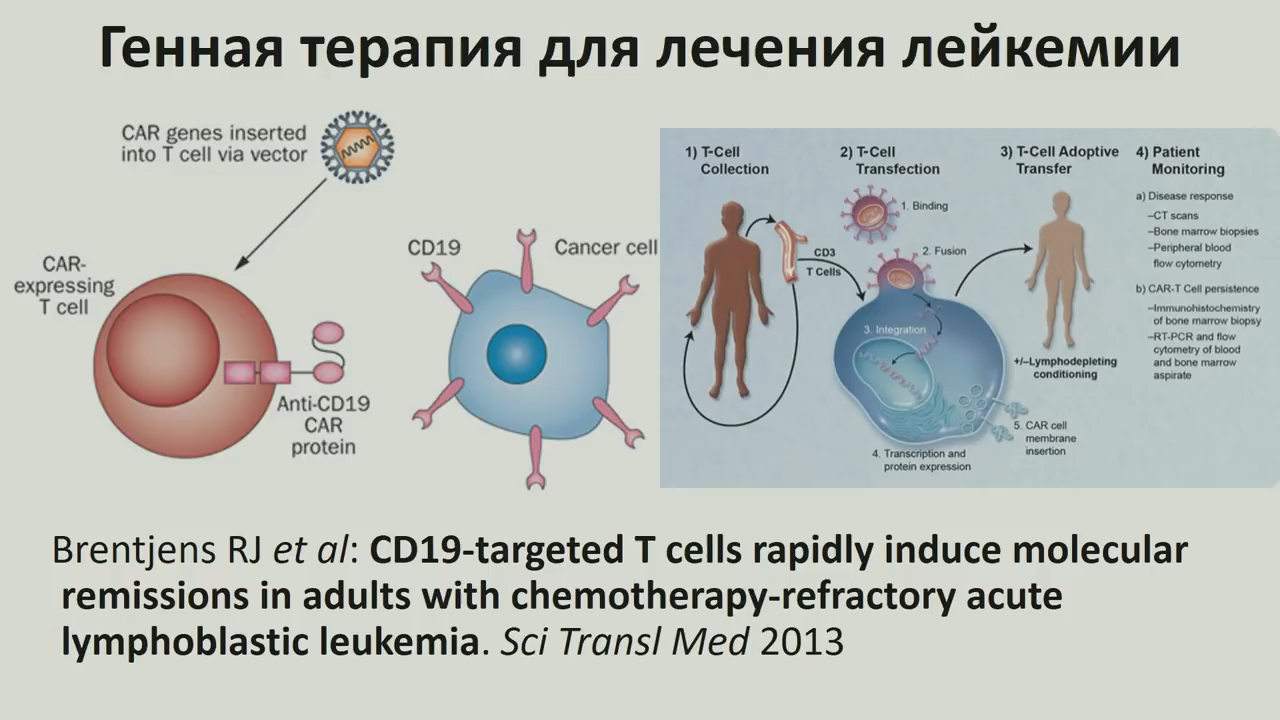 Генная терапия для лечения лейкемии
CAR genes inserted
into T cell via vector
CAR-
expressing
T cell
Anti-CD19
CAR
protein
CD19
Cancer cell
1) T-Cell
Collection
2) T-Cell
Transfection
3) T-Cell Adoptive
Transfer
4) Patient
Monitoring
1. Binding
2. Fusion
CD3
T Cells
3. Integration
4. Transcription and
protein expression
5. CAR cell
membrane
insertion
+/–Lymphodepleting
conditioning
a) Disease response
–CT scans
–Bone marrow biopsies
–Peripheral blood
flow cytometry
b) CAR-T Cell persistence
–Immunohistochemistry
of bone marrow biopsy
–RT-PCR and flow
cytometry of blood
and bone marrow
aspirate
Brentjens RJ et al: CD19-targeted T cells rapidly induce molecular
remissions in adults with chemotherapy-refractory acute
lymphoblastic leukemia. Sci Transl Med 2013